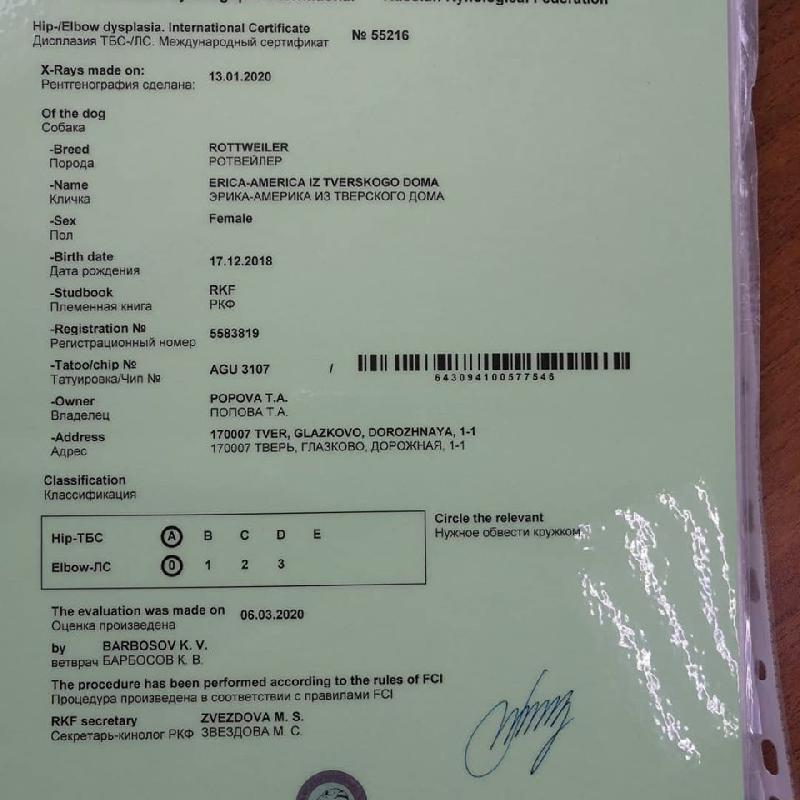 Hip-/Elbow dysplasia. International Certificate № 55216
Дисплазия ТБС-/ЛС. Международный сертификат
X-Rays made on: 13.01.2020
Рентгенография сделана:
Of the dog
Собака
-Breed ROTTWEILER
Порода РОТВЕЙЛЕР
-Name ERICA-AMERICA IZ TVERSKOGO DOMA
Кличка ЭРИКА-АМЕРИКА ИЗ ТВЕРСКОГО ДОМА
-Sex Female
Пол
-Birth date 17.12.2018
Дата рождения
-Studbook RKF
Племенная книга РКФ
-Registration № 5583819
Регистрационный номер
-Tatoo/chip № AGU 3107 /
Татуировка/Чип № 643094100577545
-Owner POPOVA T.A.
Владелец ПОПОВА Т.А.
-Address 170007 TVER, GLAZKOVO, DOROZHNAYA, 1-1
Адрес 170007 ТВЕРЬ, ГЛАЗКОВО, ДОРОЖНАЯ, 1-1
Classification
Классификация
Hip-ТБС A B C D E
Elbow-ЛС 0 1 2 3
Circle the relevant
Нужное обвести кружком
The evaluation was made on 06.03.2020
Оценка произведена
by BARBOSOV K. V.
ветврач БАРБОСОВ К. В.
The procedure has been performed according to the rules of FCI
Процедура произведена в соответствии с правилами FCI
RKF secretary ZVEZDOVA M. S.
Секретарь-кинолог РКФ ЗВЕЗДОВА М. С.